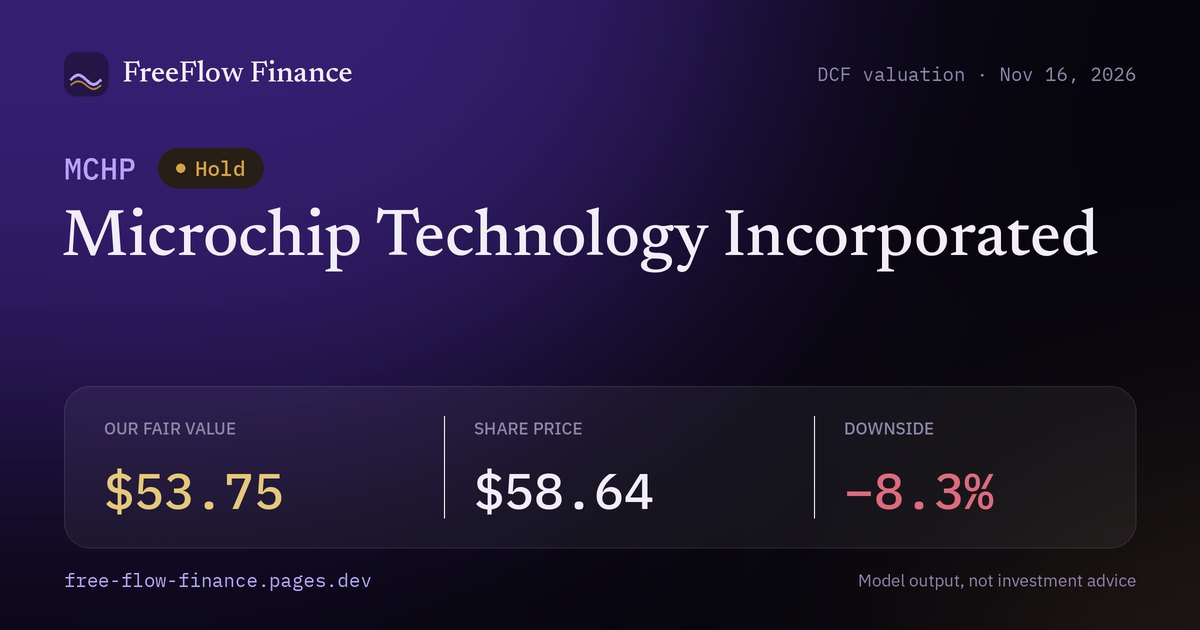 FreeFlow Finance
DCF valuation · Nov 16, 2026
MCHP
Hold
Microchip Technology Incorporated
OUR FAIR VALUE
$53.75
SHARE PRICE
$58.64
DOWNSIDE
−8.3%
free-flow-finance.pages.dev
Model output, not investment advice